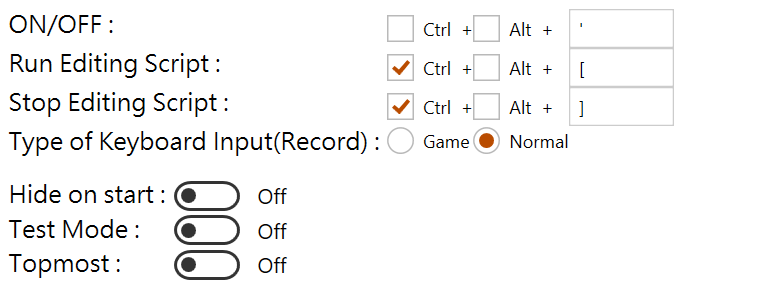 ON/OFF : Ctrl + Alt + '
Run Editing Script : Ctrl + Alt + [
Stop Editing Script : Ctrl + Alt + ]
Type of Keyboard Input(Record) : Game Normal
Hide on start : Off
Test Mode : Off
Topmost : Off